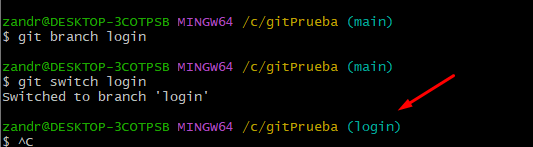 zandr@DESKTOP-3COTPSB MINGW64 /c/gitPrueba (main)
$ git branch login
zandr@DESKTOP-3COTPSB MINGW64 /c/gitPrueba (main)
$ git switch login
Switched to branch 'login'
zandr@DESKTOP-3COTPSB MINGW64 /c/gitPrueba (login)
$ ^C